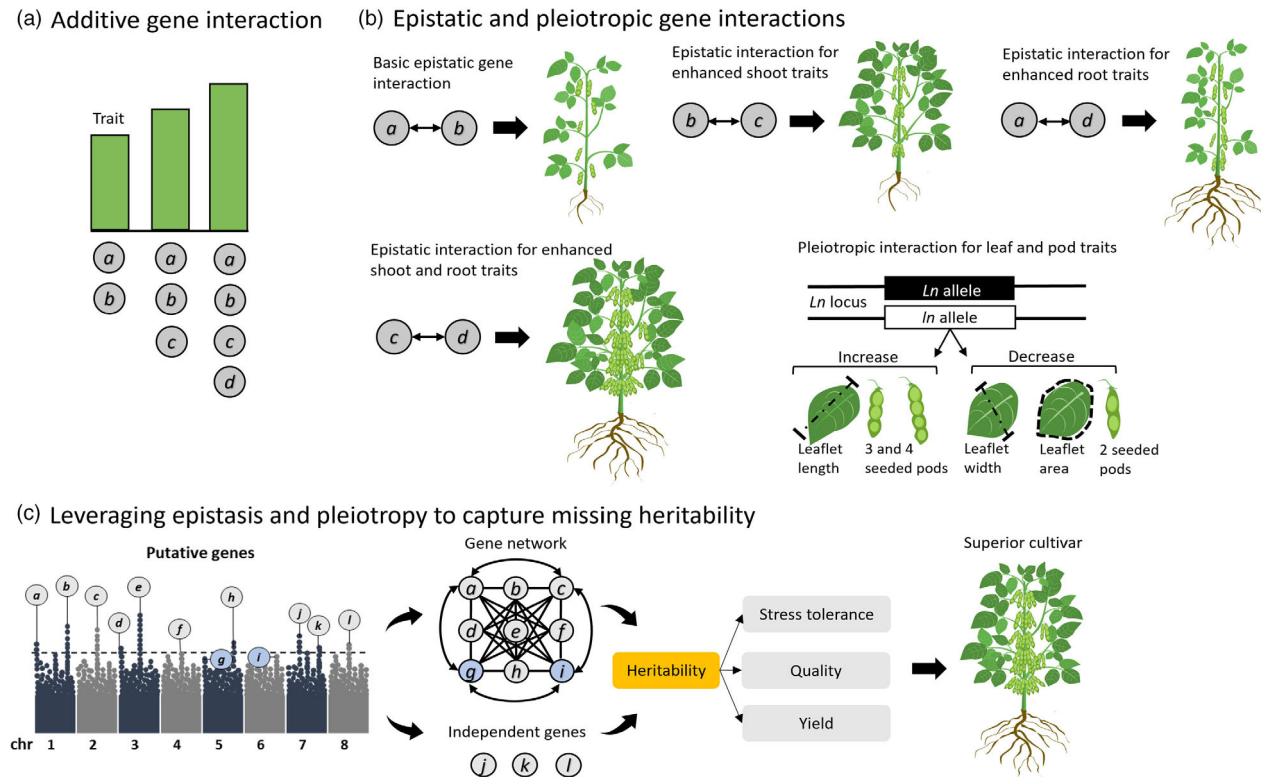 (a) Additive gene interaction
Trait
a a a
b b b
c c
d
(b) Epistatic and pleiotropic gene interactions
Basic epistatic gene
interaction
a b
Epistatic interaction for
enhanced shoot traits
b c
Epistatic interaction for
enhanced root traits
a d
Epistatic interaction for enhanced
shoot and root traits
c d
Pleiotropic interaction for leaf and pod traits
Ln locus
Ln allele
ln allele
Increase
Decrease
Leaflet
length
3 and 4
seeded pods
Leaflet
width
Leaflet
area
2 seeded
pods
(c) Leveraging epistasis and pleiotropy to capture missing heritability
Putative genes
a b c d e f g h i j k l
chr 1 2 3 4 5 6 7 8
Gene network
a b c
d e f
g h i
Independent genes
j k l
Heritability
Stress tolerance
Quality
Yield
Superior cultivar